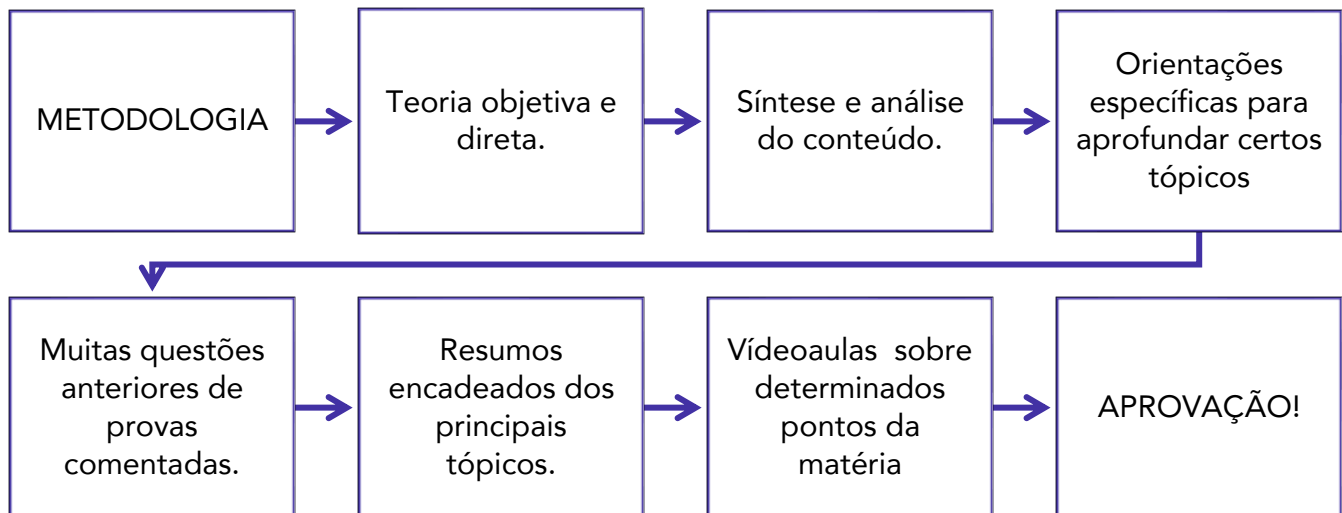 METODOLOGIA
Teoria objetiva e
direta.
Síntese e análise
do conteúdo.
Orientações
específicas para
aprofundar certos
tópicos
Muitas questões
anteriores de
provas
comentadas.
Resumos
encadeados dos
principais
tópicos.
Vídeoaulas sobre
determinados
pontos da
matéria
APROVAÇÃO!